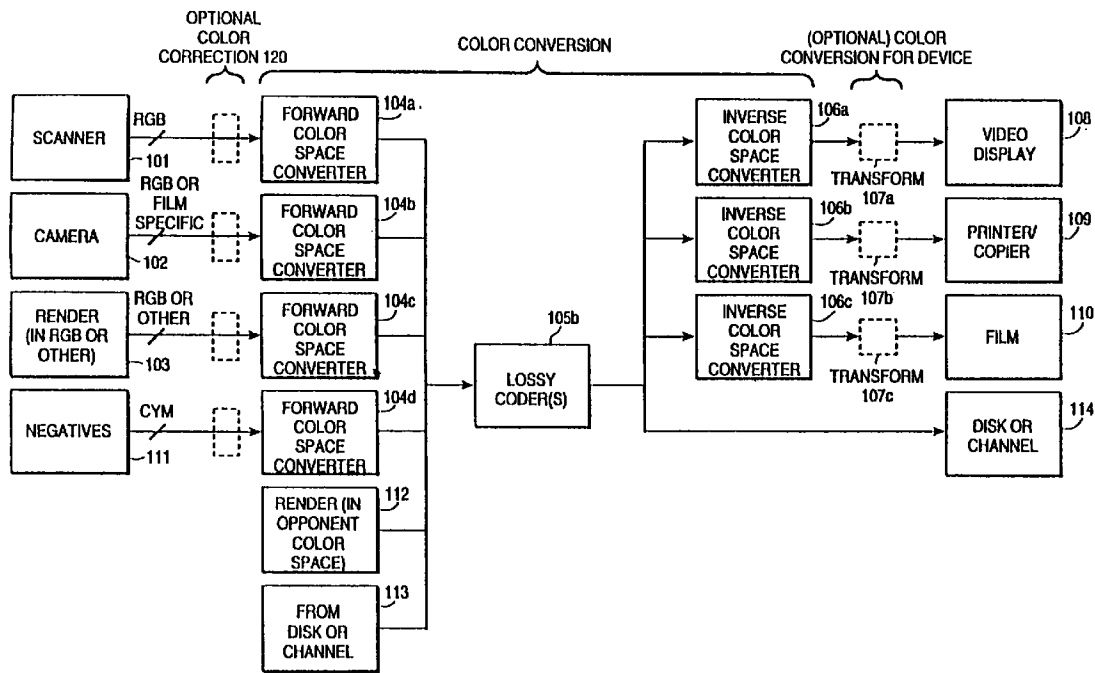 OPTIONAL
COLOR
CORRECTION 120
COLOR CONVERSION
(OPTIONAL) COLOR
CONVERSION FOR DEVICE
SCANNER
101
RGB
FORWARD
COLOR
SPACE
CONVERTER
104a
CAMERA
102
RGB OR
FILM
SPECIFIC
FORWARD
COLOR
SPACE
CONVERTER
104b
RENDER
(IN RGB OR
OTHER)
103
RGB OR
OTHER
FORWARD
COLOR
SPACE
CONVERTER
104c
NEGATIVES
111
CYM
FORWARD
COLOR
SPACE
CONVERTER
104d
RENDER (IN
OPPONENT
COLOR
SPACE)
112
FROM
DISK OR
CHANNEL
113
LOSSY
CODER(S)
105b
INVERSE
COLOR
SPACE
CONVERTER
106a
TRANSFORM
107a
VIDEO
DISPLAY
108
INVERSE
COLOR
SPACE
CONVERTER
106b
TRANSFORM
107b
PRINTER/
COPIER
109
INVERSE
COLOR
SPACE
CONVERTER
106c
TRANSFORM
107c
FILM
110
DISK OR
CHANNEL
114